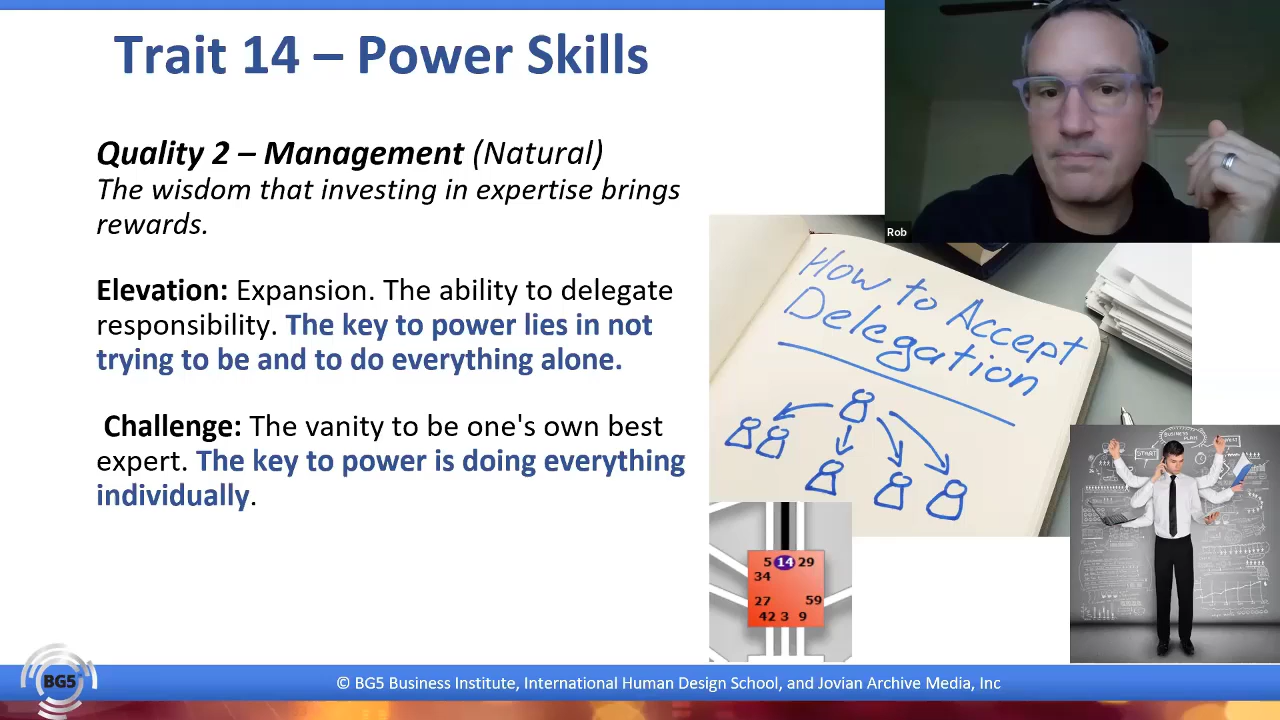 Trait 14 – Power Skills
Quality 2 – Management (Natural)
The wisdom that investing in expertise brings
rewards.
Elevation: Expansion. The ability to delegate
responsibility. The key to power lies in not
trying to be and to do everything alone.
Challenge: The vanity to be one's own best
expert. The key to power is doing everything
individually.
Rob
How to Accept
Delegation
BUSINESS PLAN
START
5 14 29
34
27 59
42 3 9
BG5
© BG5 Business Institute, International Human Design School, and Jovian Archive Media, Inc